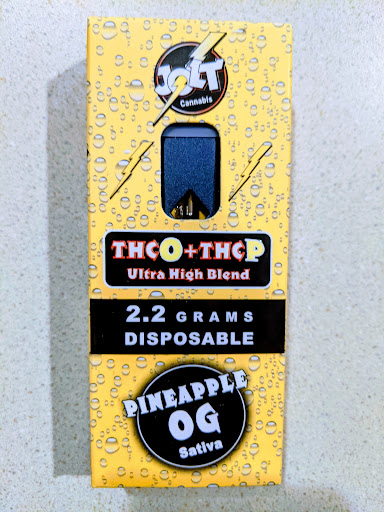 JOLT
Cannabis
THCO+THCP
Ultra High Blend
2.2 GRAMS
DISPOSABLE
PINEAPPLE
OG
Sativa